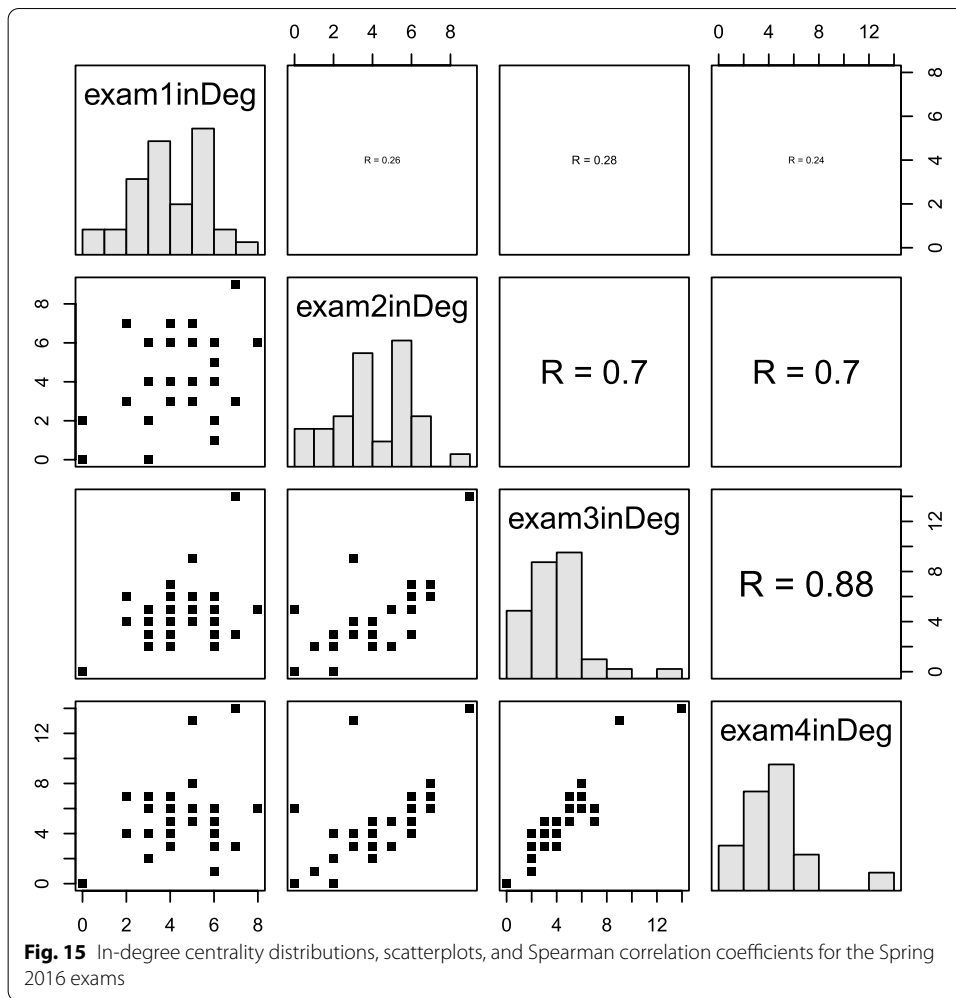 0 2 4 6 8 0 4 8 12
exam1inDeg
R = 0.26
R = 0.28
R = 0.24
8
6
4
2
0
8
6
4
2
0
exam2inDeg
R = 0.7
R = 0.7
exam3inDeg
R = 0.88
12
8
4
0
12
8
4
0
exam4inDeg
0 2 4 6 8 0 4 8 12
Fig. 15 In-degree centrality distributions, scatterplots, and Spearman correlation coefficients for the Spring
2016 exams